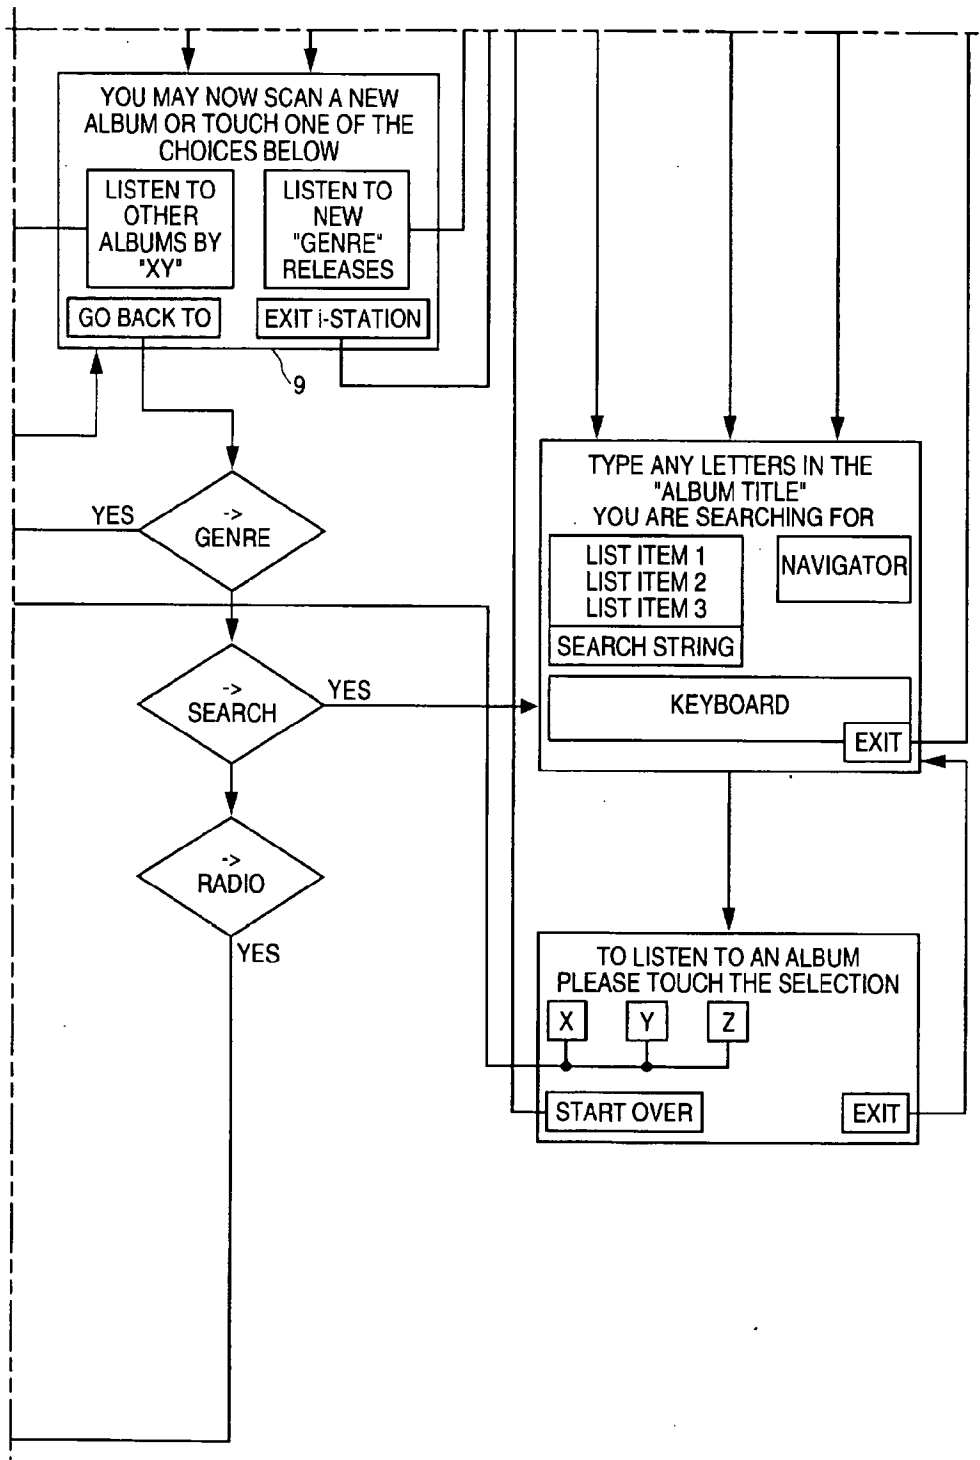 YOU MAY NOW SCAN A NEW
ALBUM OR TOUCH ONE OF THE
CHOICES BELOW
LISTEN TO
OTHER
ALBUMS BY
"XY"
LISTEN TO
NEW
"GENRE"
RELEASES
GO BACK TO
EXIT i-STATION
9
->
GENRE
YES
->
SEARCH
YES
->
RADIO
YES
TYPE ANY LETTERS IN THE
"ALBUM TITLE"
YOU ARE SEARCHING FOR
LIST ITEM 1
LIST ITEM 2
LIST ITEM 3
SEARCH STRING
NAVIGATOR
KEYBOARD
EXIT
TO LISTEN TO AN ALBUM
PLEASE TOUCH THE SELECTION
X
Y
Z
START OVER
EXIT